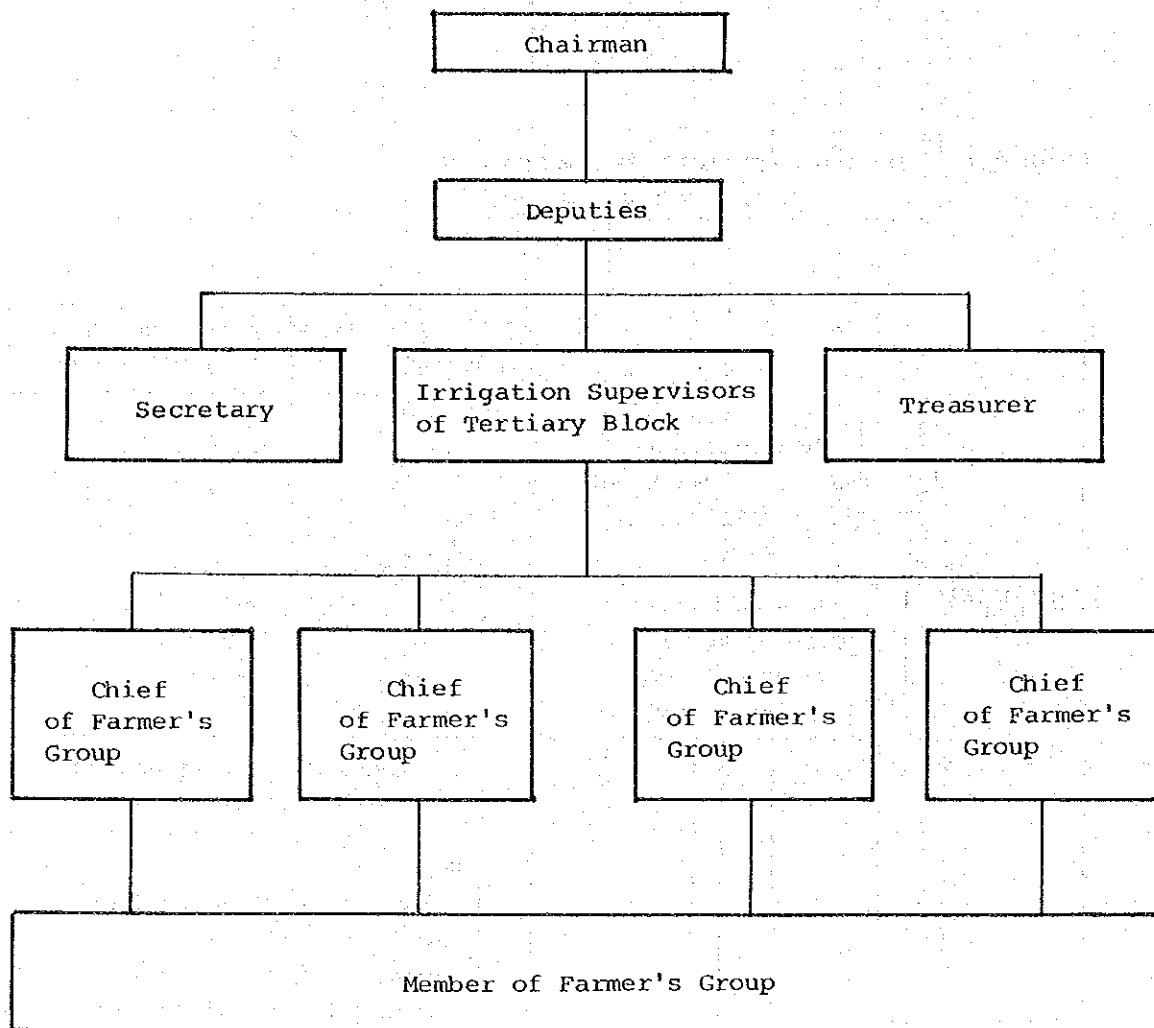 Chairman
Deputies
Secretary
Irrigation Supervisors
of Tertiary Block
Treasurer
Chief
of Farmer's
Group
Chief
of Farmer's
Group
Chief
of Farmer's
Group
Chief
of Farmer's
Group
Member of Farmer's Group